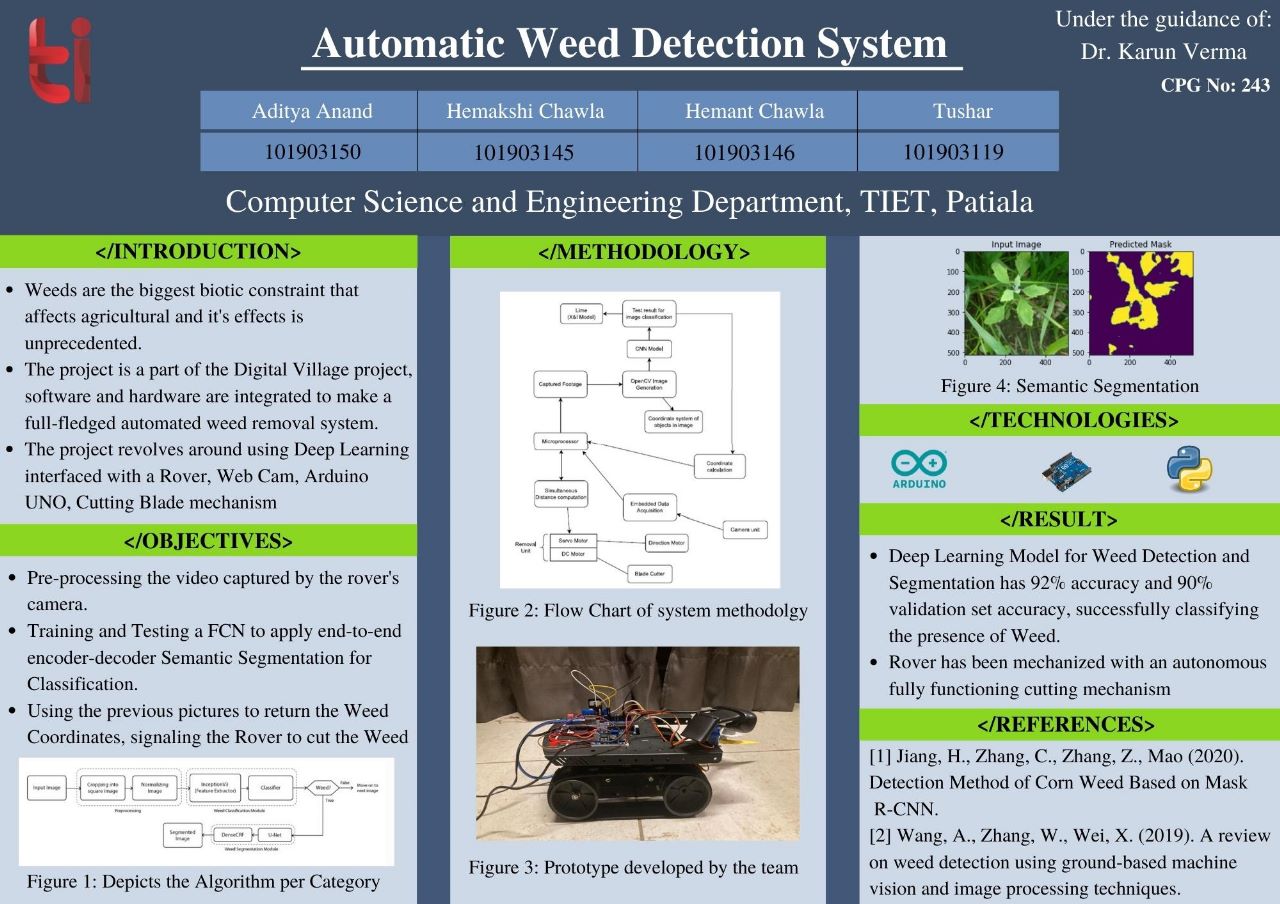 ti
Automatic Weed Detection System
Under the guidance of:
Dr. Karun Verma
CPG No: 243
Aditya Anand
Hemakshi Chawla
Hemant Chawla
Tushar
101903150
101903145
101903146
101903119
Computer Science and Engineering Department, TIET, Patiala
</INTRODUCTION>
• Weeds are the biggest biotic constraint that
affects agricultural and it's effects is
unprecedented.
• The project is a part of the Digital Village project,
software and hardware are integrated to make a
full-fledged automated weed removal system.
• The project revolves around using Deep Learning
interfaced with a Rover, Web Cam, Arduino
UNO, Cutting Blade mechanism
</OBJECTIVES>
• Pre-processing the video captured by the rover's
camera.
• Training and Testing a FCN to apply end-to-end
encoder-decoder Semantic Segmentation for
Classification.
• Using the previous pictures to return the Weed
Coordinates, signaling the Rover to cut the Weed
Input Image
Cropping into
square image
Normalizing
Image
Preprocessing
InceptionV3
(Feature Extractor)
Classifier
Weed Classification Module
Weed?
False
Move on to
next image
True
Segmented
Image
DenseCRF
U-Net
Weed Segmentation Module
Figure 1: Depicts the Algorithm per Category
</METHODOLOGY>
Lime
(XAI Model)
Test result for
image classification
CNN Model
Captured Footage
OpenCV Image
Generation
Coordinate system of
objects in image
Microprocessor
Coordinate
calculation
Simultaneous
Distance computation
Embedded Data
Acquisition
Camera unit
Removal
Unit
Servo Motor
DC Motor
Direction Motor
Blade Cutter
Figure 2: Flow Chart of system methodolgy
Figure 3: Prototype developed by the team
Input Image
0
100
200
300
400
500
0
200
400
Predicted Mask
0
100
200
300
400
500
0
200
400
Figure 4: Semantic Segmentation
</TECHNOLOGIES>
ARDUINO
</RESULT>
• Deep Learning Model for Weed Detection and
Segmentation has 92% accuracy and 90%
validation set accuracy, successfully classifying
the presence of Weed.
• Rover has been mechanized with an autonomous
fully functioning cutting mechanism
</REFERENCES>
[1] Jiang, H., Zhang, C., Zhang, Z., Mao (2020).
Detection Method of Corn Weed Based on Mask
R-CNN.
[2] Wang, A., Zhang, W., Wei, X. (2019). A review
on weed detection using ground-based machine
vision and image processing techniques.